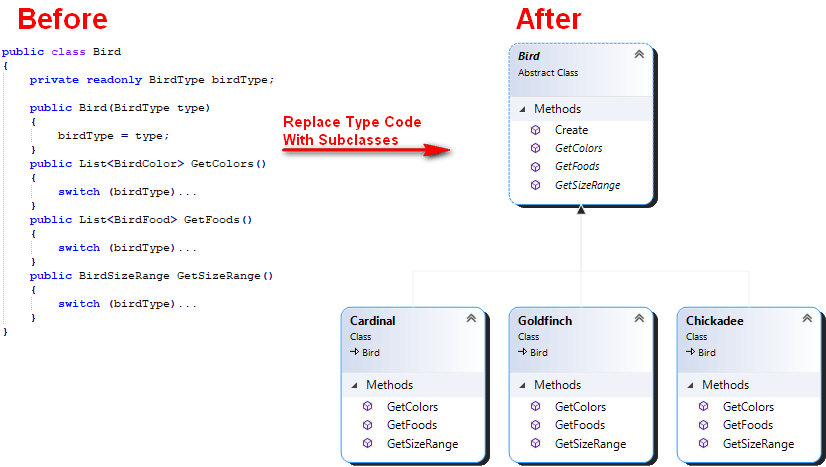 Before
public class Bird
{
private readonly BirdType birdType;
public Bird(BirdType type)
{
birdType = type;
}
public List<BirdColor> GetColors()
{
switch (birdType)...
}
public List<BirdFood> GetFoods()
{
switch (birdType)...
}
public BirdSizeRange GetSizeRange()
{
switch (birdType)...
}
}
Replace Type Code
With Subclasses
After
Bird
Abstract Class
Methods
Create
GetColors
GetFoods
GetSizeRange
Cardinal
Class
Bird
Methods
GetColors
GetFoods
GetSizeRange
Goldfinch
Class
Bird
Methods
GetColors
GetFoods
GetSizeRange
Chickadee
Class
Bird
Methods
GetColors
GetFoods
GetSizeRange